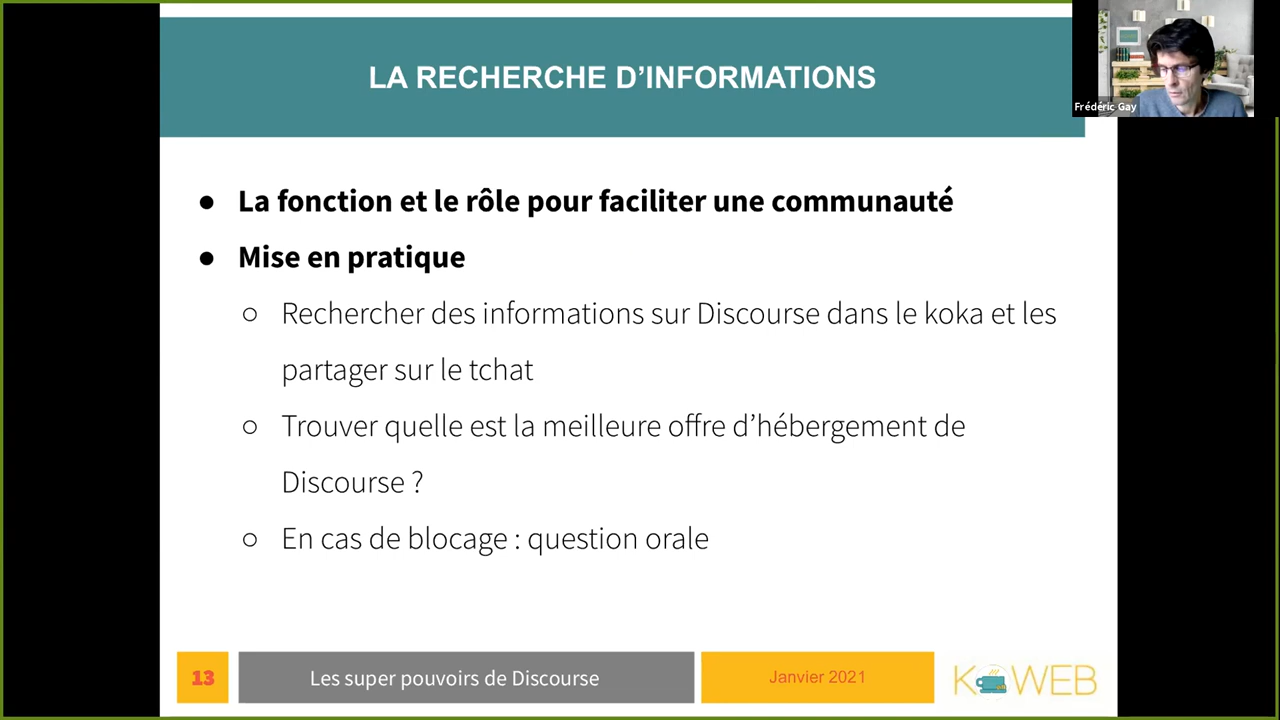 LA RECHERCHE D’INFORMATIONS
Frédéric Gay
● La fonction et le rôle pour faciliter une communauté
● Mise en pratique
○ Rechercher des informations sur Discourse dans le koka et les
partager sur le tchat
○ Trouver quelle est la meilleure offre d’hébergement de
Discourse ?
○ En cas de blocage : question orale
13
Les super pouvoirs de Discourse
Janvier 2021
K WEB